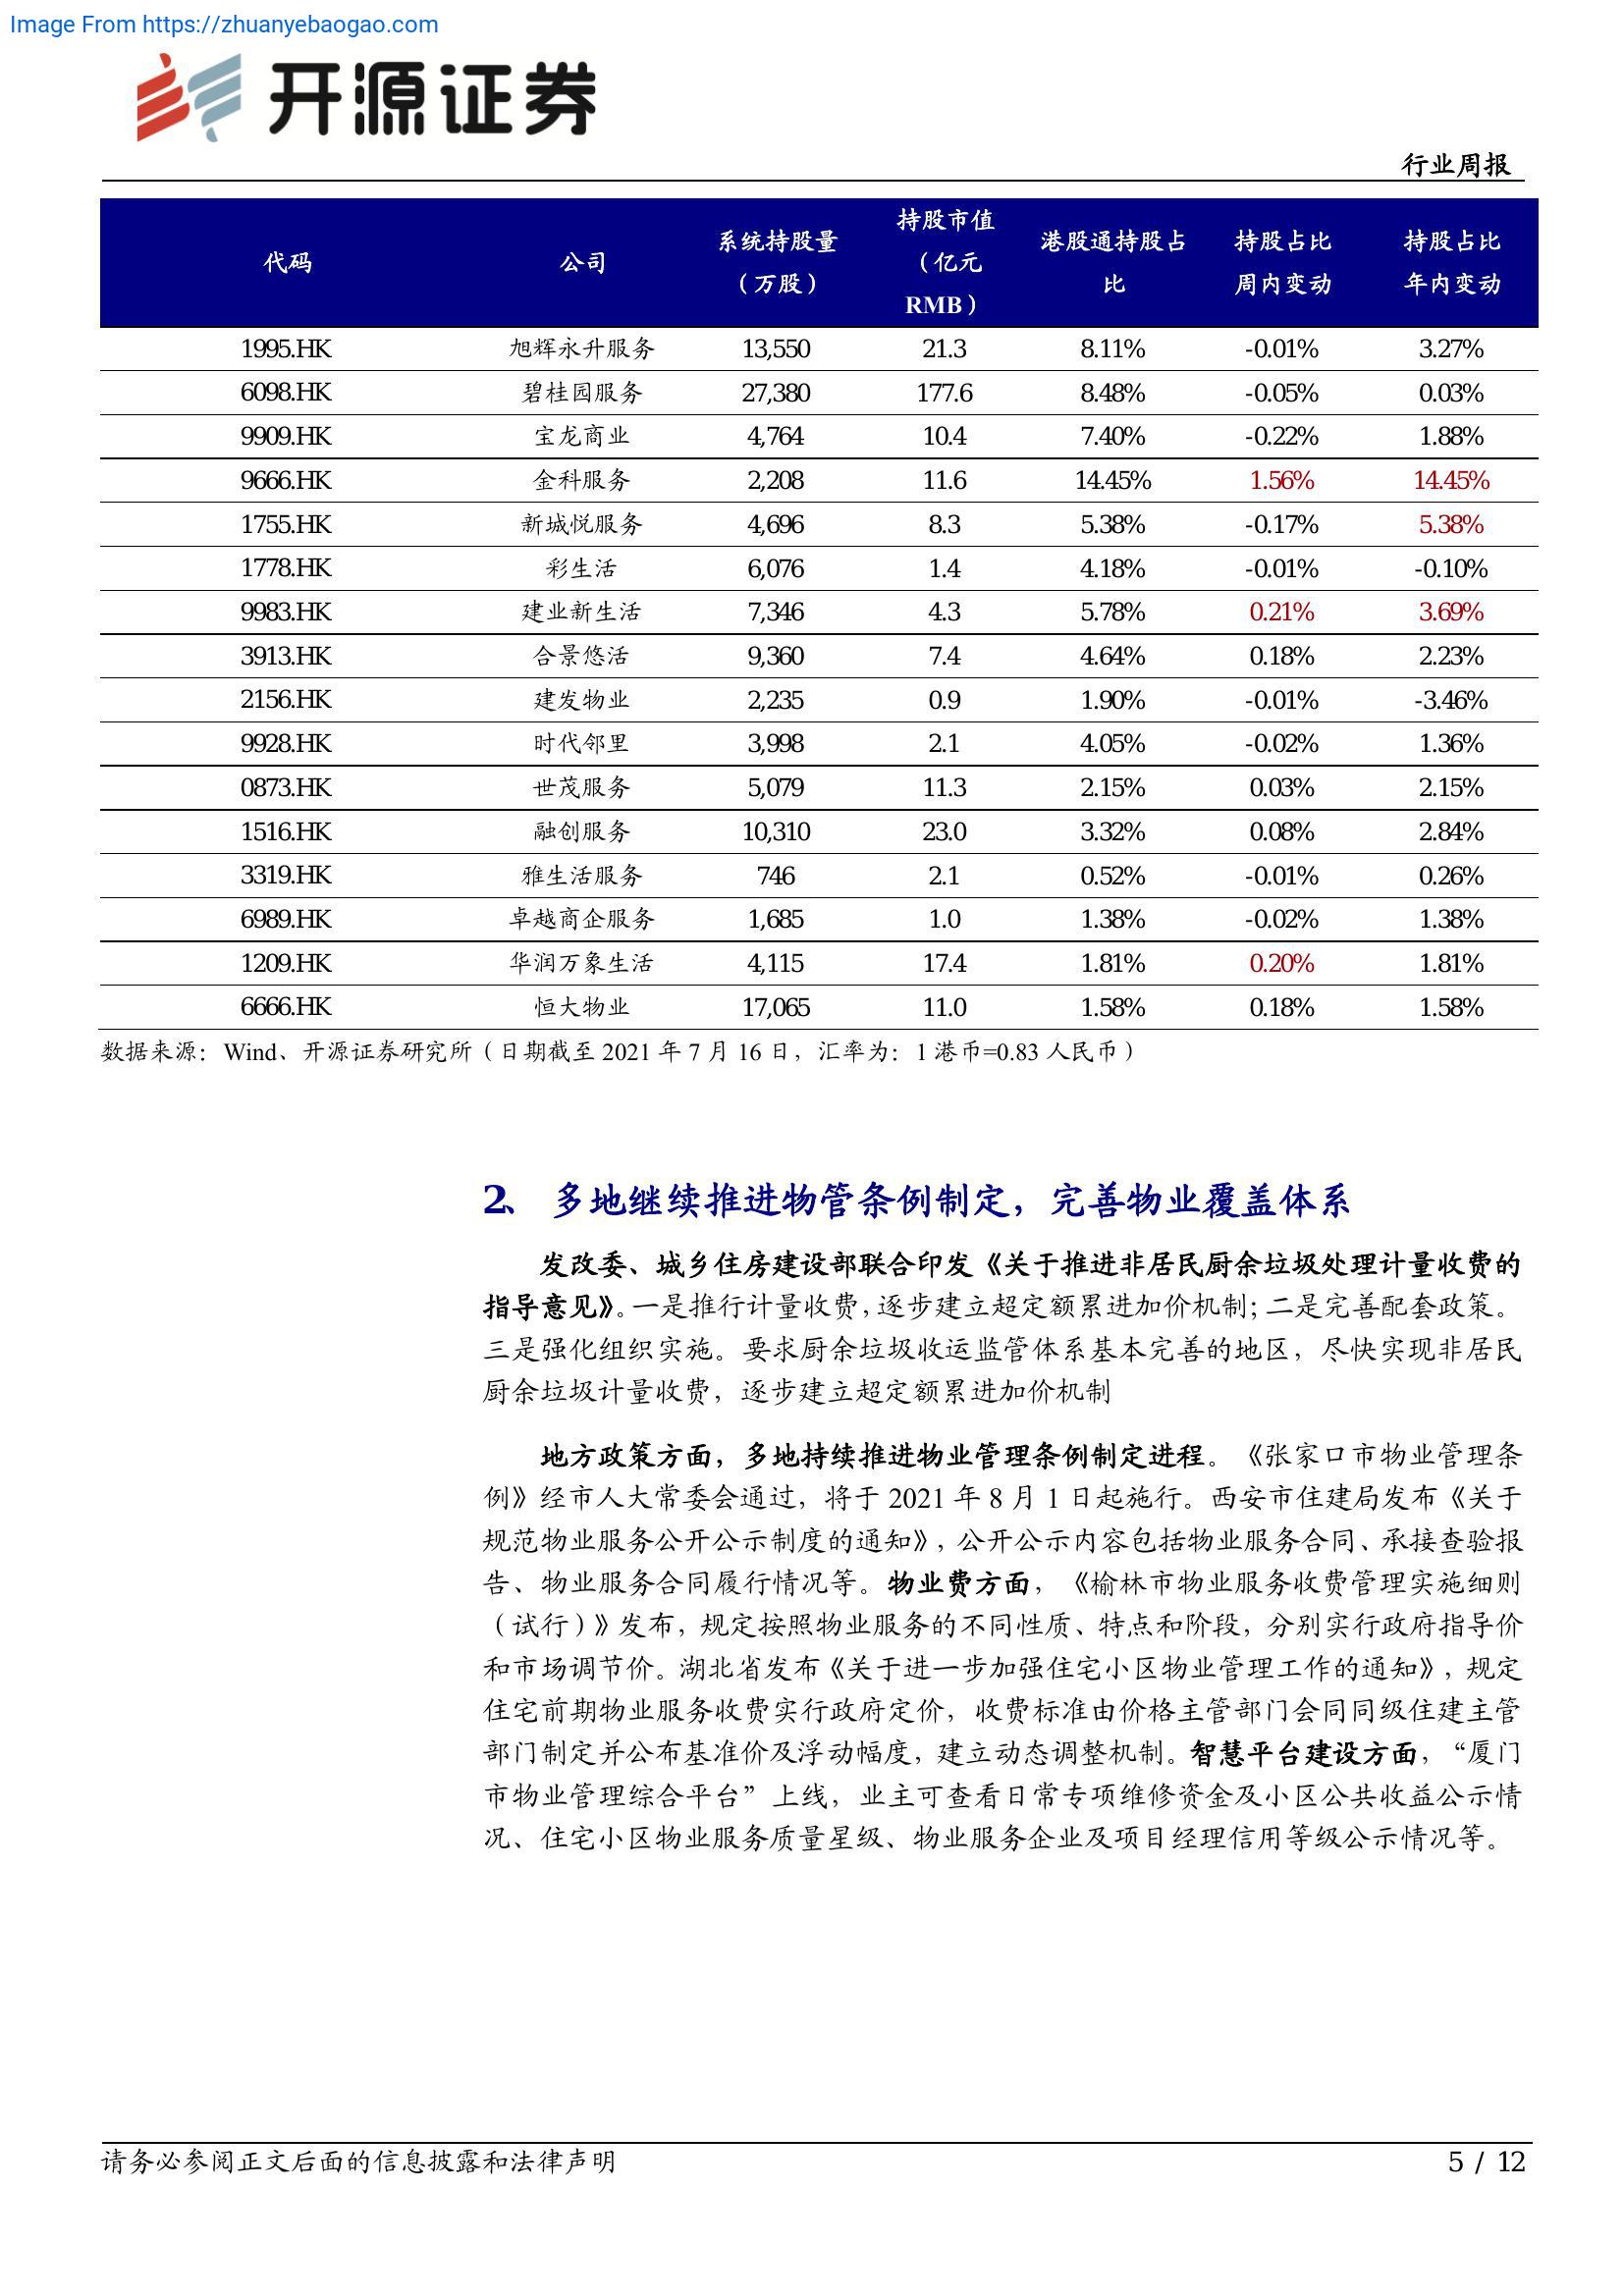 Image From https://zhuanyebaogao.com
开源证券
行业周报
代码 公司 系统持股量（万股） 持股市值（亿元 RMB） 港股通持股占比 持股占比周内变动 持股占比年内变动
1995.HK 旭辉永升服务 13,550 21.3 8.11% -0.01% 3.27%
6098.HK 碧桂园服务 27,380 177.6 8.48% -0.05% 0.03%
9909.HK 宝龙商业 4,764 10.4 7.40% -0.22% 1.88%
9666.HK 金科服务 2,208 11.6 14.45% 1.56% 14.45%
1755.HK 新城悦服务 4,696 8.3 5.38% -0.17% 5.38%
1778.HK 彩生活 6,076 1.4 4.18% -0.01% -0.10%
9983.HK 建业新生活 7,346 4.3 5.78% 0.21% 3.69%
3913.HK 合景悠活 9,360 7.4 4.64% 0.18% 2.23%
2156.HK 建发物业 2,235 0.9 1.90% -0.01% -3.46%
9928.HK 时代邻里 3,998 2.1 4.05% -0.02% 1.36%
0873.HK 世茂服务 5,079 11.3 2.15% 0.03% 2.15%
1516.HK 融创服务 10,310 23.0 3.32% 0.08% 2.84%
3319.HK 雅生活服务 746 2.1 0.52% -0.01% 0.26%
6989.HK 卓越商企服务 1,685 1.0 1.38% -0.02% 1.38%
1209.HK 华润万象生活 4,115 17.4 1.81% 0.20% 1.81%
6666.HK 恒大物业 17,065 11.0 1.58% 0.18% 1.58%
数据来源：Wind、开源证券研究所（日期截至 2021 年 7 月 16 日，汇率为：1 港币=0.83 人民币）
2、 多地继续推进物管条例制定，完善物业覆盖体系
发改委、城乡住房建设部联合印发《关于推进非居民厨余垃圾处理计量收费的
指导意见》。一是推行计量收费，逐步建立超定额累进加价机制；二是完善配套政策。
三是强化组织实施。要求厨余垃圾收运监管体系基本完善的地区，尽快实现非居民
厨余垃圾计量收费，逐步建立超定额累进加价机制
地方政策方面，多地持续推进物业管理条例制定进程。《张家口市物业管理条
例》经市人大常委会通过，将于 2021 年 8 月 1 日起施行。西安市住建局发布《关于
规范物业服务公开公示制度的通知》，公开公示内容包括物业服务合同、承接查验报
告、物业服务合同履行情况等。物业费方面，《榆林市物业服务收费管理实施细则
（试行）》发布，规定按照物业服务的不同性质、特点和阶段，分别实行政府指导价
和市场调节价。湖北省发布《关于进一步加强住宅小区物业管理工作的通知》，规定
住宅前期物业服务收费实行政府定价，收费标准由价格主管部门会同同级住建主管
部门制定并公布基准价及浮动幅度，建立动态调整机制。智慧平台建设方面，“厦门
市物业管理综合平台”上线，业主可查看日常专项维修资金及小区公共收益公示情
况、住宅小区物业服务质量星级、物业服务企业及项目经理信用等级公示情况等。
请务必参阅正文后面的信息披露和法律声明
5 / 12